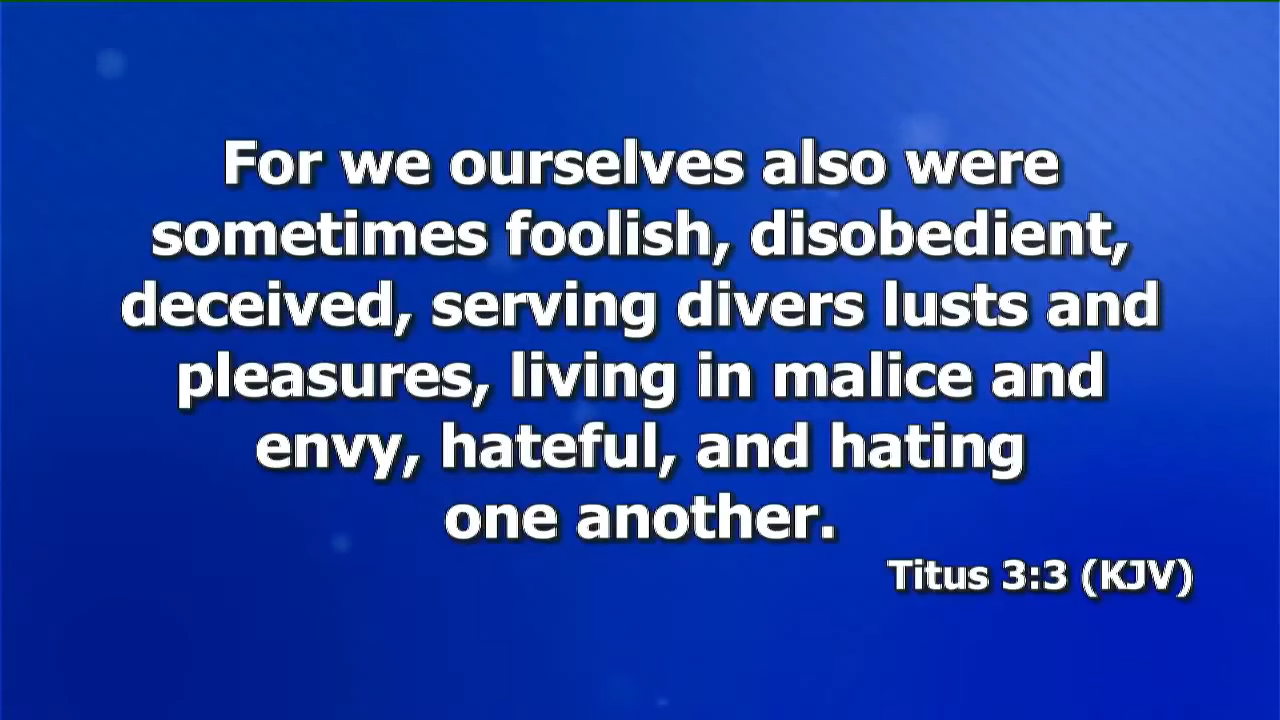 For we ourselves also were
sometimes foolish, disobedient,
deceived, serving divers lusts and
pleasures, living in malice and
envy, hateful, and hating
one another.
Titus 3:3 (KJV)